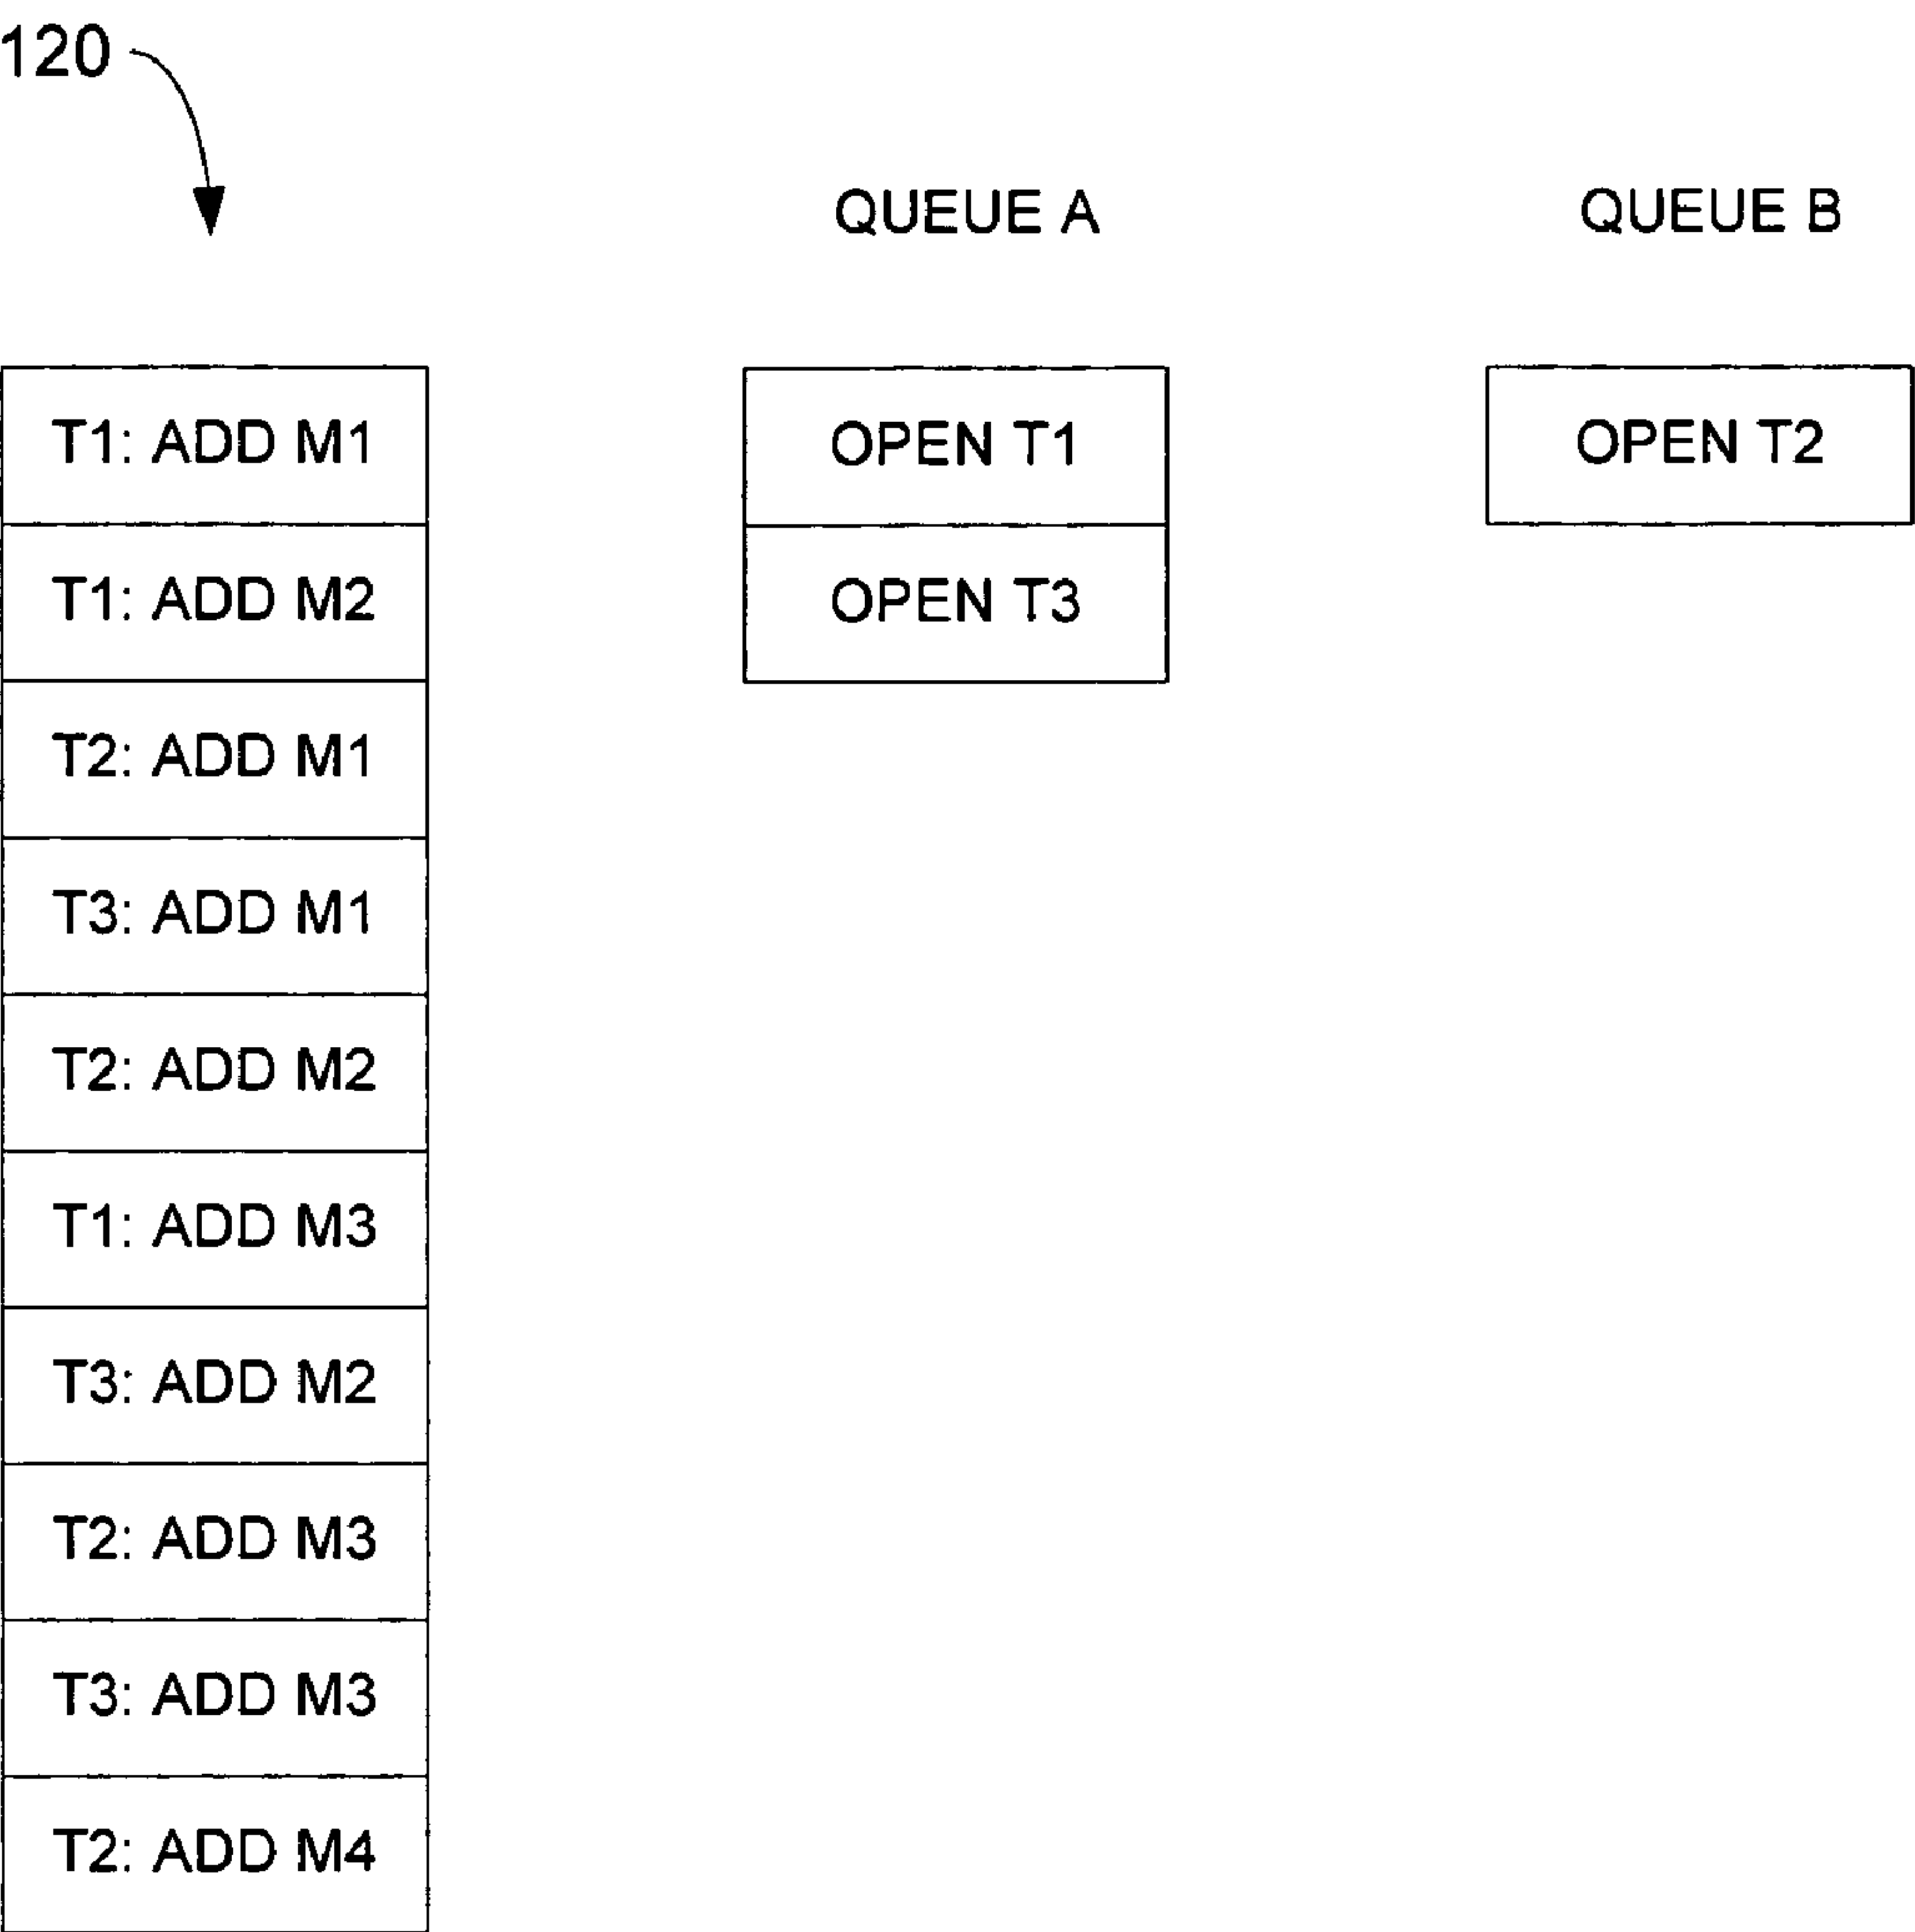 120
QUEUE A
QUEUE B
T1: ADD M1
T1: ADD M2
T2: ADD M1
T3: ADD M1
T2: ADD M2
T1: ADD M3
T3: ADD M2
T2: ADD M3
T3: ADD M3
T2: ADD M4
OPEN T1
OPEN T3
OPEN T2